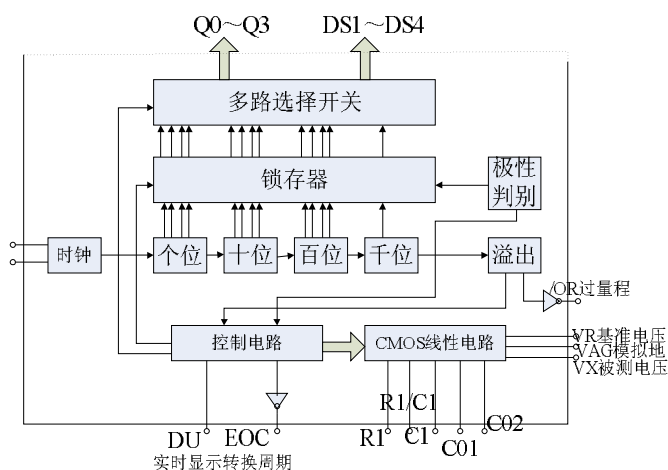 Q0～Q3
DS1～DS4
多路选择开关
锁存器
极性
判别
时钟
个位
十位
百位
千位
溢出
/OR过量程
控制电路
CMOS线性电路
VR基准电压
VAG模拟地
VX被测电压
R1/C1
DU
EOC
R1
C1
C01
C02
实时显示转换周期